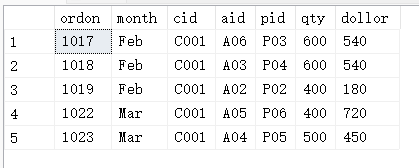 ordon month cid aid pid qty dollor
1 1017 Feb C001 A06 P03 600 540
2 1018 Feb C001 A03 P04 600 540
3 1019 Feb C001 A02 P02 400 180
4 1022 Mar C001 A05 P06 400 720
5 1023 Mar C001 A04 P05 500 450